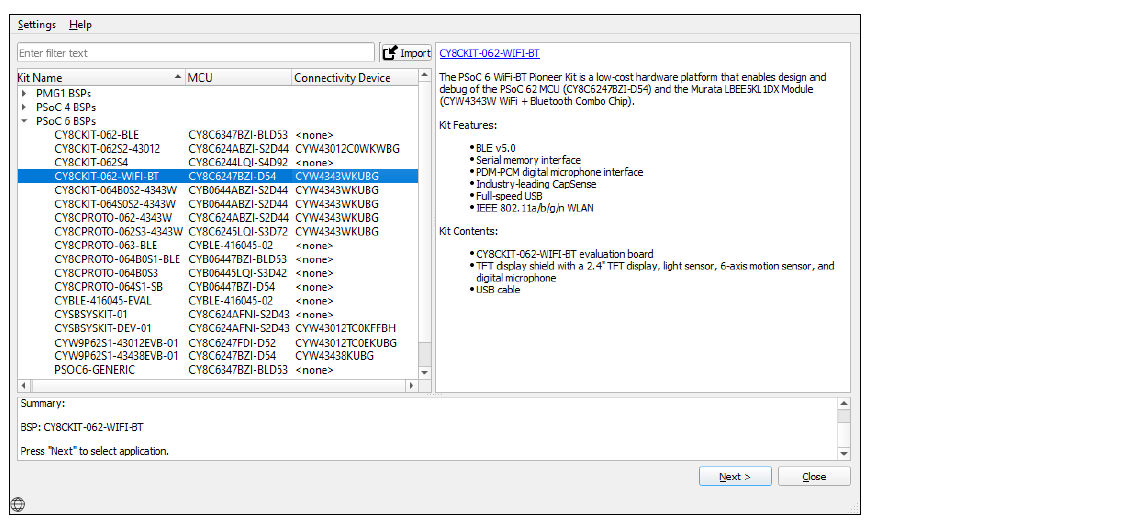 Settings Help
Enter filter text Import
Kit Name MCU Connectivity Device
PMG1 BSPs
PSoC 4 BSPs
PSoC 6 BSPs
CY8CKIT-062-BLE CY8C6347BZI-BLD53 <none>
CY8CKIT-062S2-43012 CY8C624ABZI-S2D44 CYW43012C0WKWBG
CY8CKIT-062S4 CY8C6244LQI-S4D92 <none>
CY8CKIT-062-WIFI-BT CY8C6247BZI-D54 CYW4343WKUBG
CY8CKIT-064B0S2-4343W CYB0644ABZI-S2D44 CYW4343WKUBG
CY8CKIT-064S0S2-4343W CYB0644ABZI-S2D44 CYW4343WKUBG
CY8CPROTO-062-4343W CY8C624ABZI-S2D44 CYW4343WKUBG
CY8CPROTO-062S3-4343W CY8C6245LQI-S3D72 CYW4343WKUBG
CY8CPROTO-063-BLE CYBLE-416045-02 <none>
CY8CPROTO-064B0S1-BLE CYB06447BZI-BLD53 <none>
CY8CPROTO-064B0S3 CYB06445LQI-S3D42 <none>
CY8CPROTO-064S1-SB CYB06447BZI-D54 <none>
CYBLE-416045-EVAL CYBLE-416045-02 <none>
CYSBSYSKIT-01 CY8C624AFNI-S2D43 <none>
CYSBSYSKIT-DEV-01 CY8C624AFNI-S2D43 CYW43012TC0KFFBH
CYW9P62S1-43012EVB-01 CY8C6247FDI-D52 CYW43012TC0EKUBG
CYW9P62S1-43438EVB-01 CY8C6247BZI-D54 CYW43438KUBG
PSOC6-GENERIC CY8C6347BZI-BLD53 <none>
CY8CKIT-062-WIFI-BT
The PSoC 6 WiFi-BT Pioneer Kit is a low-cost hardware platform that enables design and
debug of the PSoC 62 MCU (CY8C6247BZI-D54) and the Murata LBEE5KL1DX Module
(CYW4343W WiFi + Bluetooth Combo Chip).
Kit Features:
• BLE v5.0
• Serial memory interface
• PDM-PCM digital microphone interface
• Industry-leading CapSense
• Full-speed USB
• IEEE 802.11a/b/g/n WLAN
Kit Contents:
• CY8CKIT-062-WIFI-BT evaluation board
• TFT display shield with a 2.4" TFT display, light sensor, 6-axis motion sensor, and
digital microphone
• USB cable
Summary:
BSP: CY8CKIT-062-WIFI-BT
Press "Next" to select application.
Next > Close